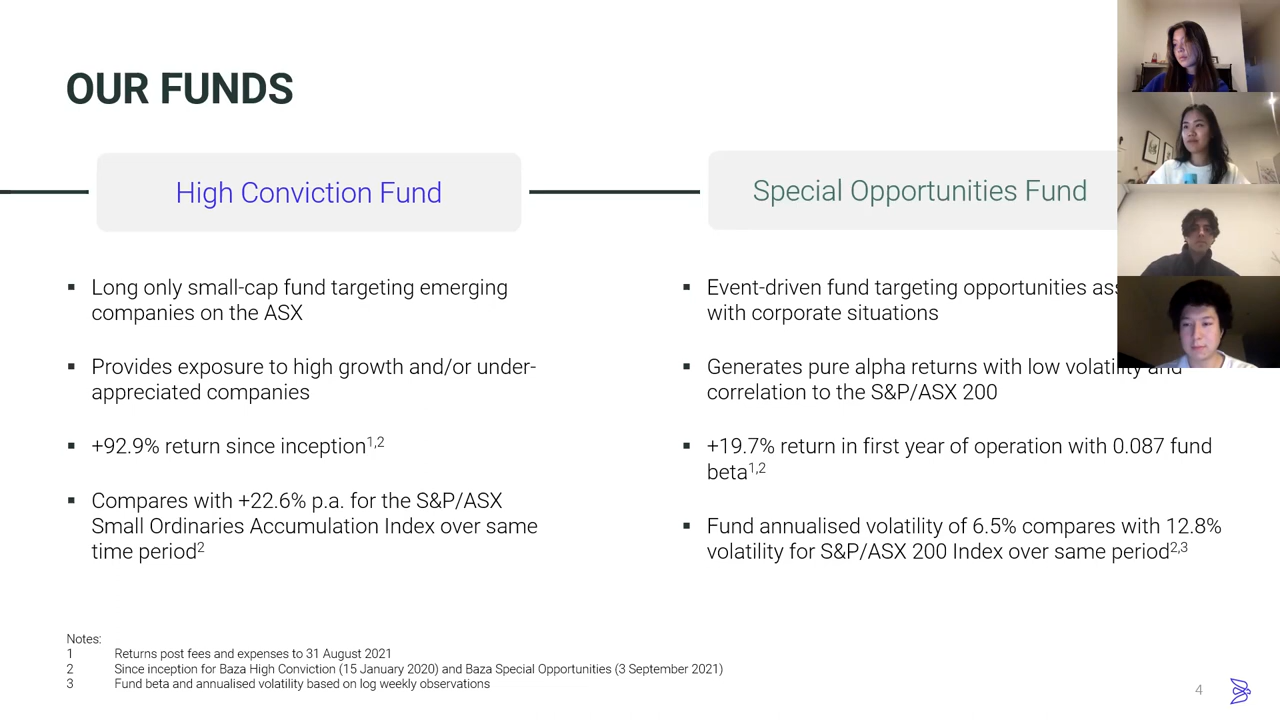 OUR FUNDS
High Conviction Fund
Long only small-cap fund targeting emerging
companies on the ASX
Provides exposure to high growth and/or under-
appreciated companies
+92.9% return since inception1,2
Compares with +22.6% p.a. for the S&P/ASX
Small Ordinaries Accumulation Index over same
time period2
Special Opportunities Fund
Event-driven fund targeting opportunities
with corporate situations
Generates pure alpha returns with low volatility and
correlation to the S&P/ASX 200
+19.7% return in first year of operation with 0.087 fund
beta1,2
Fund annualised volatility of 6.5% compares with 12.8%
volatility for S&P/ASX 200 Index over same period2,3
Notes:
1 Returns post fees and expenses to 31 August 2021
2 Since inception for Baza High Conviction (15 January 2020) and Baza Special Opportunities (3 September 2021)
3 Fund beta and annualised volatility based on log weekly observations
4